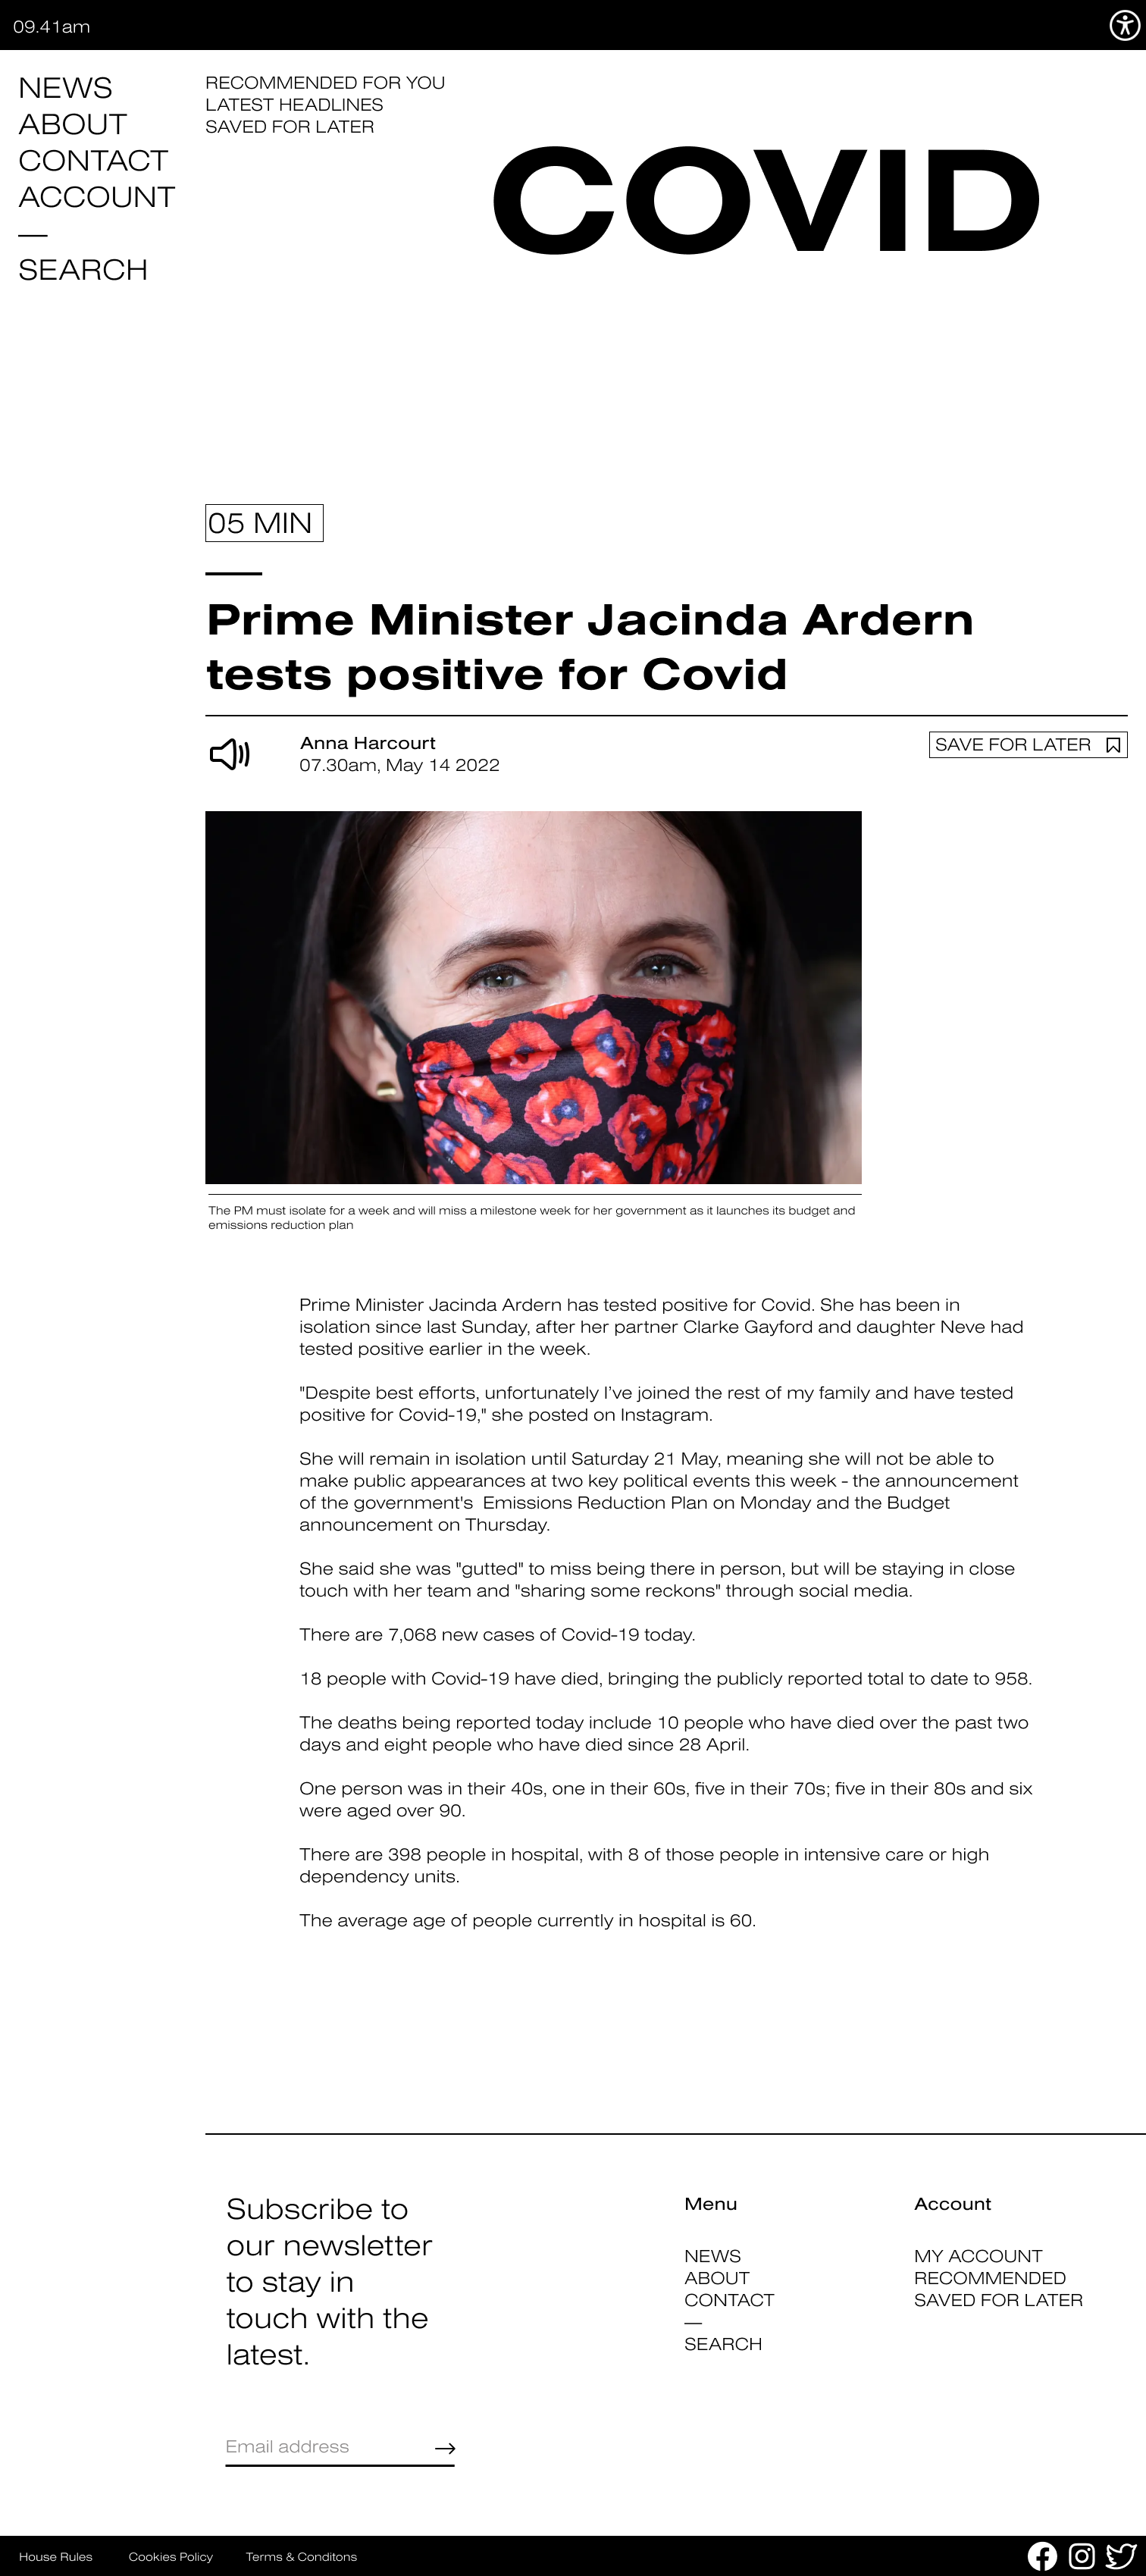 09.41am
NEWS
ABOUT
CONTACT
ACCOUNT
—
SEARCH
RECOMMENDED FOR YOU
LATEST HEADLINES
SAVED FOR LATER
COVID
05 MIN
Prime Minister Jacinda Ardern
tests positive for Covid
Anna Harcourt
07.30am, May 14 2022
SAVE FOR LATER
The PM must isolate for a week and will miss a milestone week for her government as it launches its budget and
emissions reduction plan
Prime Minister Jacinda Ardern has tested positive for Covid. She has been in
isolation since last Sunday, after her partner Clarke Gayford and daughter Neve had
tested positive earlier in the week.
"Despite best efforts, unfortunately I’ve joined the rest of my family and have tested
positive for Covid-19," she posted on Instagram.
She will remain in isolation until Saturday 21 May, meaning she will not be able to
make public appearances at two key political events this week - the announcement
of the government's  Emissions Reduction Plan on Monday and the Budget
announcement on Thursday.
She said she was "gutted" to miss being there in person, but will be staying in close
touch with her team and "sharing some reckons" through social media.
There are 7,068 new cases of Covid-19 today.
18 people with Covid-19 have died, bringing the publicly reported total to date to 958.
The deaths being reported today include 10 people who have died over the past two
days and eight people who have died since 28 April.
One person was in their 40s, one in their 60s, five in their 70s; five in their 80s and six
were aged over 90.
There are 398 people in hospital, with 8 of those people in intensive care or high
dependency units.
The average age of people currently in hospital is 60.
Subscribe to
our newsletter
to stay in
touch with the
latest.
Email address
Menu
NEWS
ABOUT
CONTACT
—
SEARCH
Account
MY ACCOUNT
RECOMMENDED
SAVED FOR LATER
House Rules
Cookies Policy
Terms & Conditons